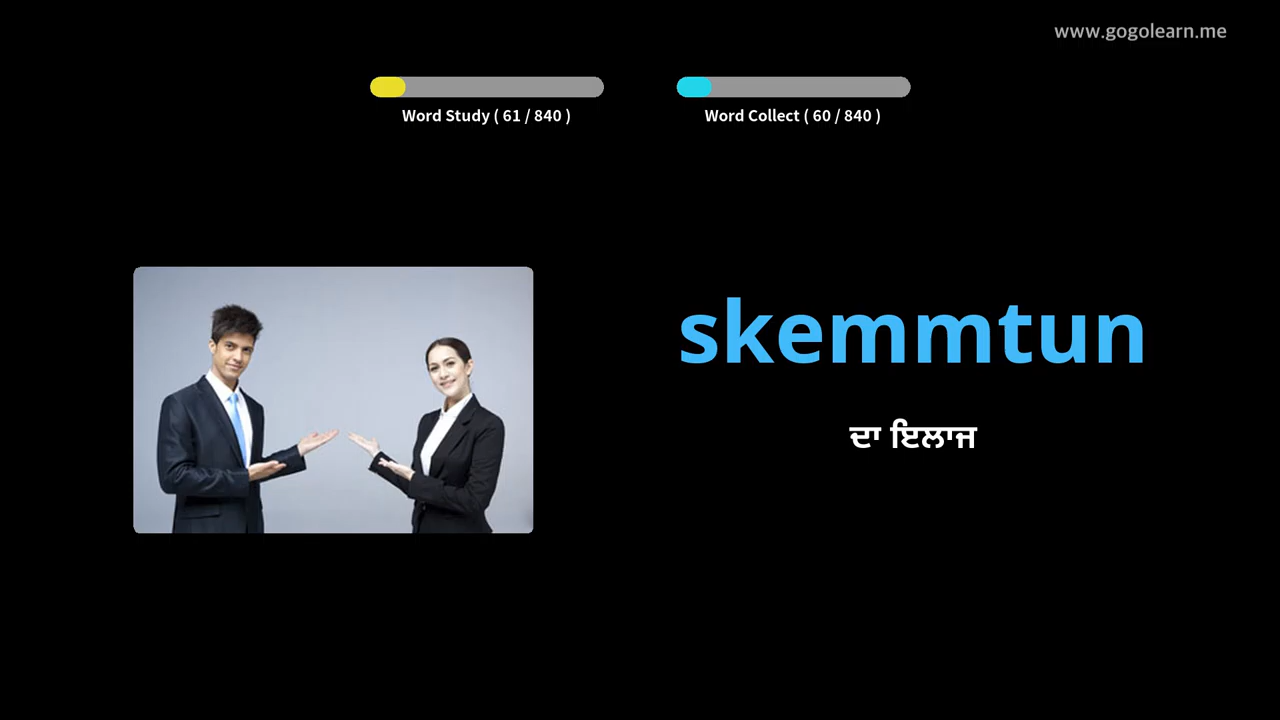 www.gogolearn.me
Word Study ( 61 / 840 )
Word Collect ( 60 / 840 )
skemmtun
ਦਾ ਇਲਾਜ